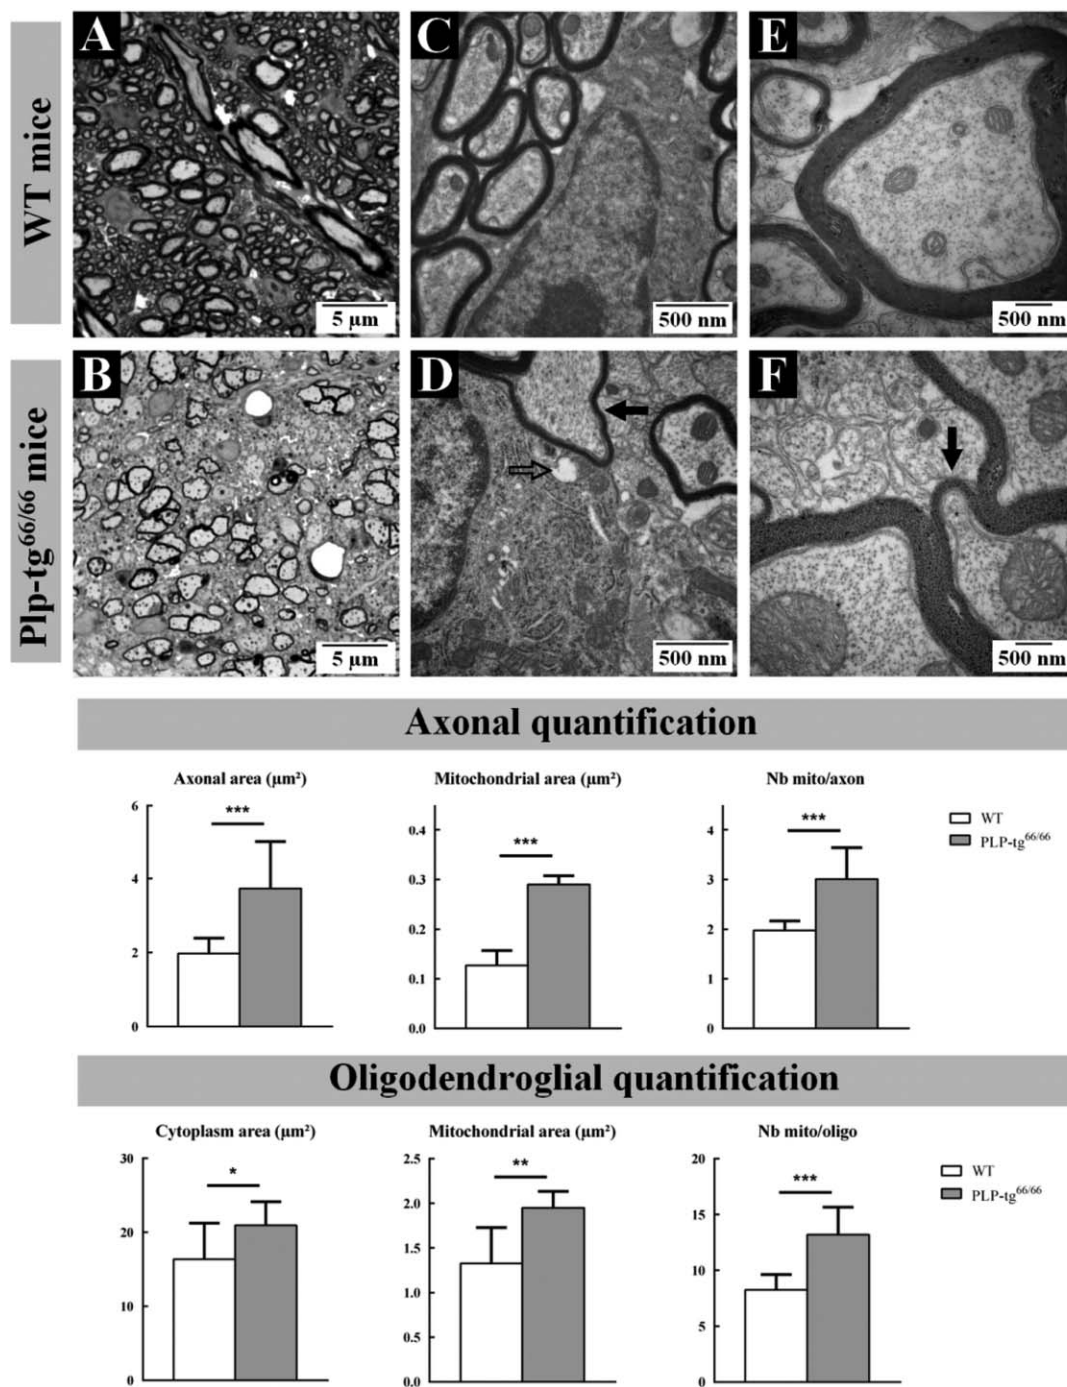 WT mice
A
C
E
5 µm
500 nm
500 nm
Plp-tg66/66 mice
B
D
F
5 µm
500 nm
500 nm
Axonal quantification
Axonal area (µm²)
Mitochondrial area (µm²)
Nb mito/axon
***
***
***
6
4
2
0
0.4
0.3
0.2
0.1
0.0
4
3
2
1
0
WT
PLP-tg66/66
Oligodendroglial quantification
Cytoplasm area (µm²)
Mitochondrial area (µm²)
Nb mito/oligo
*
**
***
30
20
10
0
2.5
2.0
1.5
1.0
0.5
0.0
20
15
10
5
0
WT
PLP-tg66/66